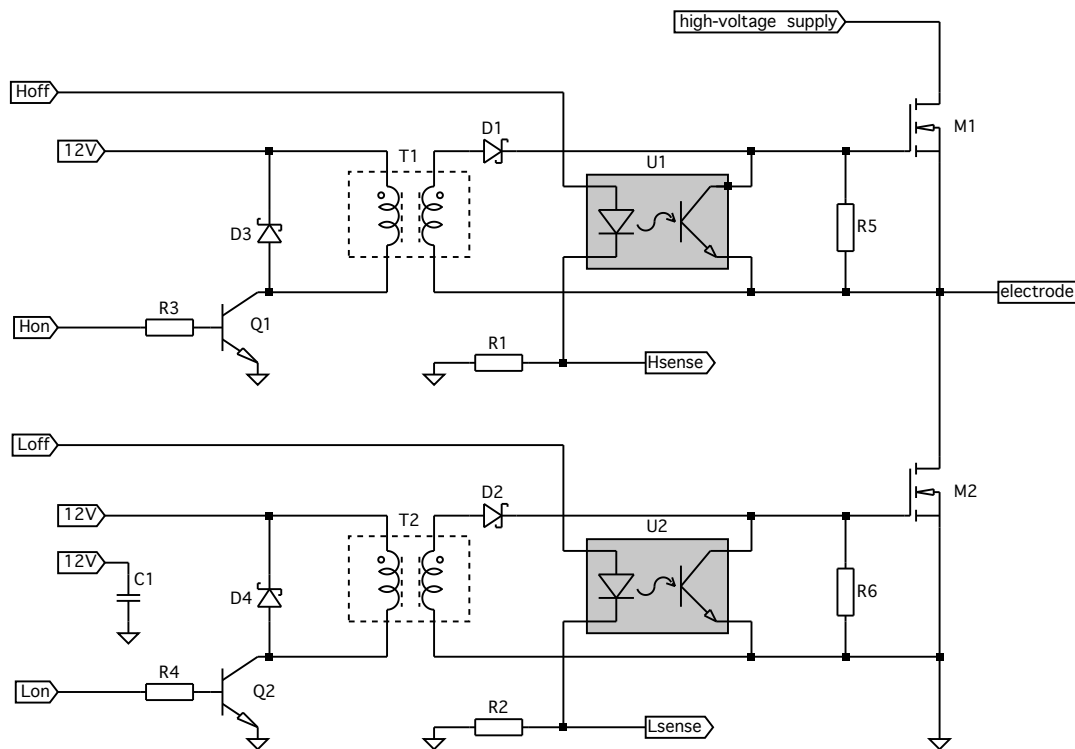 high-voltage supply
Hoff
M1
D1
12V
T1
U1
R5
D3
electrode
R3
Hon
Q1
R1
Hsense
Loff
M2
D2
12V
T2
U2
12V
C1
D4
R6
R4
Lon
Q2
R2
Lsense